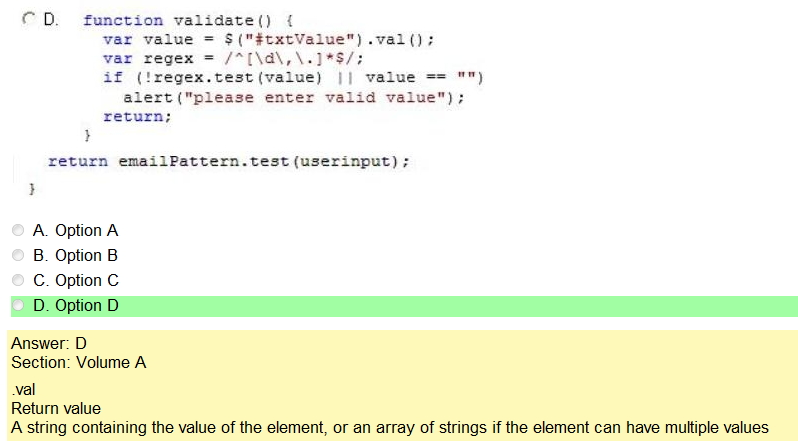 D. function validate() {
var value = $("#txtValue").val();
var regex = /^[\d\,\.]*$/;
if (!regex.test(value) || value == "")
alert("please enter valid value");
return;
}
return emailPattern.test(userinput);
}
A. Option A
B. Option B
C. Option C
D. Option D
Answer: D
Section: Volume A
.val
Return value
A string containing the value of the element, or an array of strings if the element can have multiple values